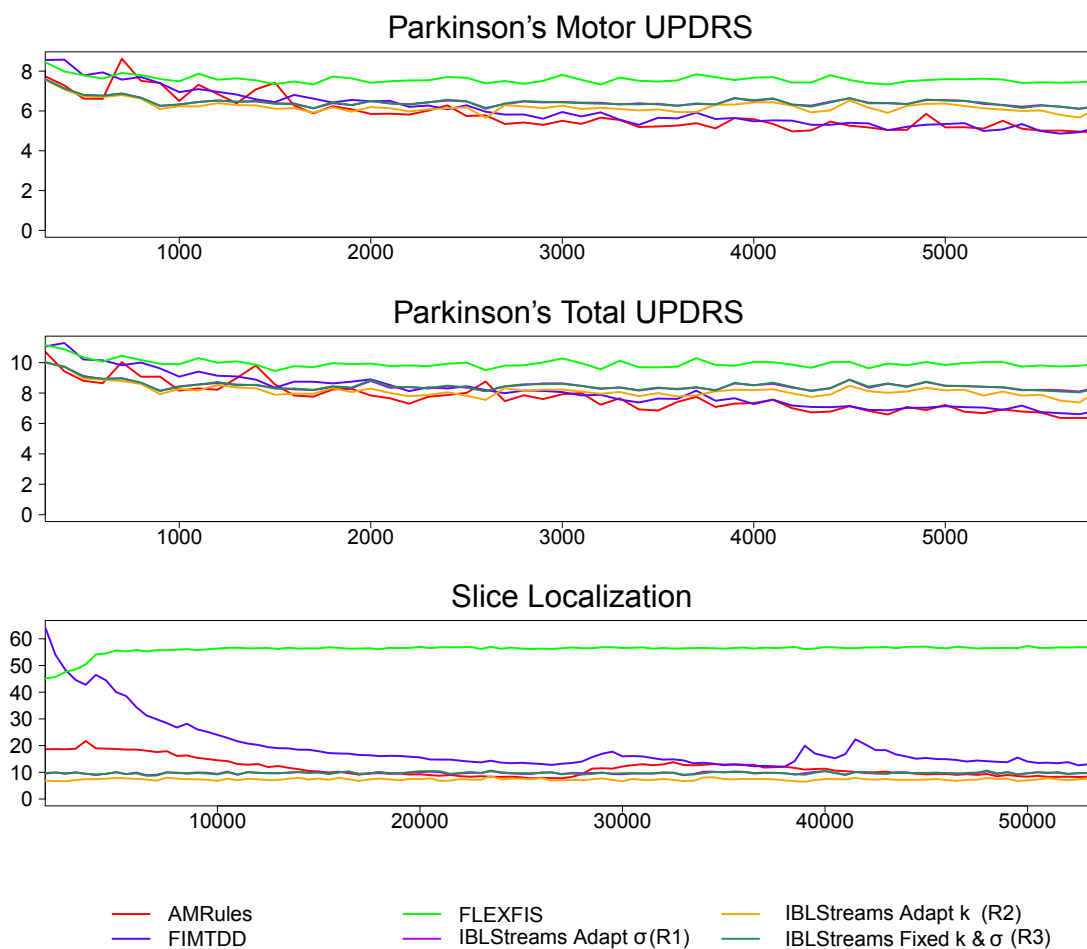 Parkinson's Motor UPDRS
8
6
4
2
0
1000 2000 3000 4000 5000
Parkinson's Total UPDRS
10
8
6
4
2
0
1000 2000 3000 4000 5000
Slice Localization
60
50
40
30
20
10
0
10000 20000 30000 40000 50000
AMRules FLEXFIS IBLStreams Adapt k (R2)
FIMTDD IBLStreams Adapt σ(R1) IBLStreams Fixed k & σ (R3)